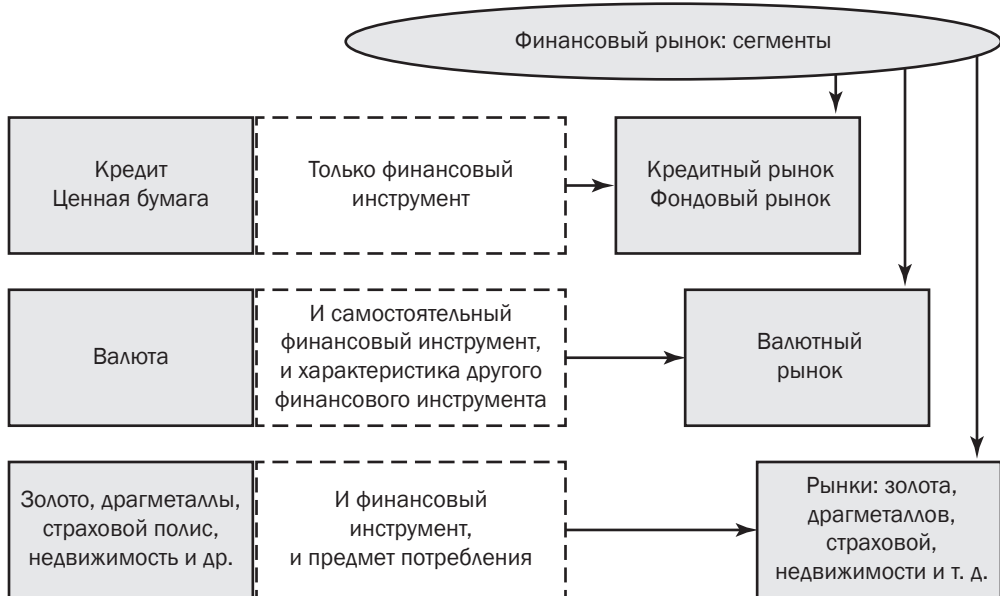 Финансовый рынок: сегменты
Кредит
Ценная бумага
Только финансовый
инструмент
Кредитный рынок
Фондовый рынок
Валюта
И самостоятельный
финансовый инструмент,
и характеристика другого
финансового инструмента
Валютный
рынок
Золото, драгметаллы,
страховой полис,
недвижимость и др.
И финансовый
инструмент,
и предмет потребления
Рынки: золота,
драгметаллов,
страховой,
недвижимости и т. д.